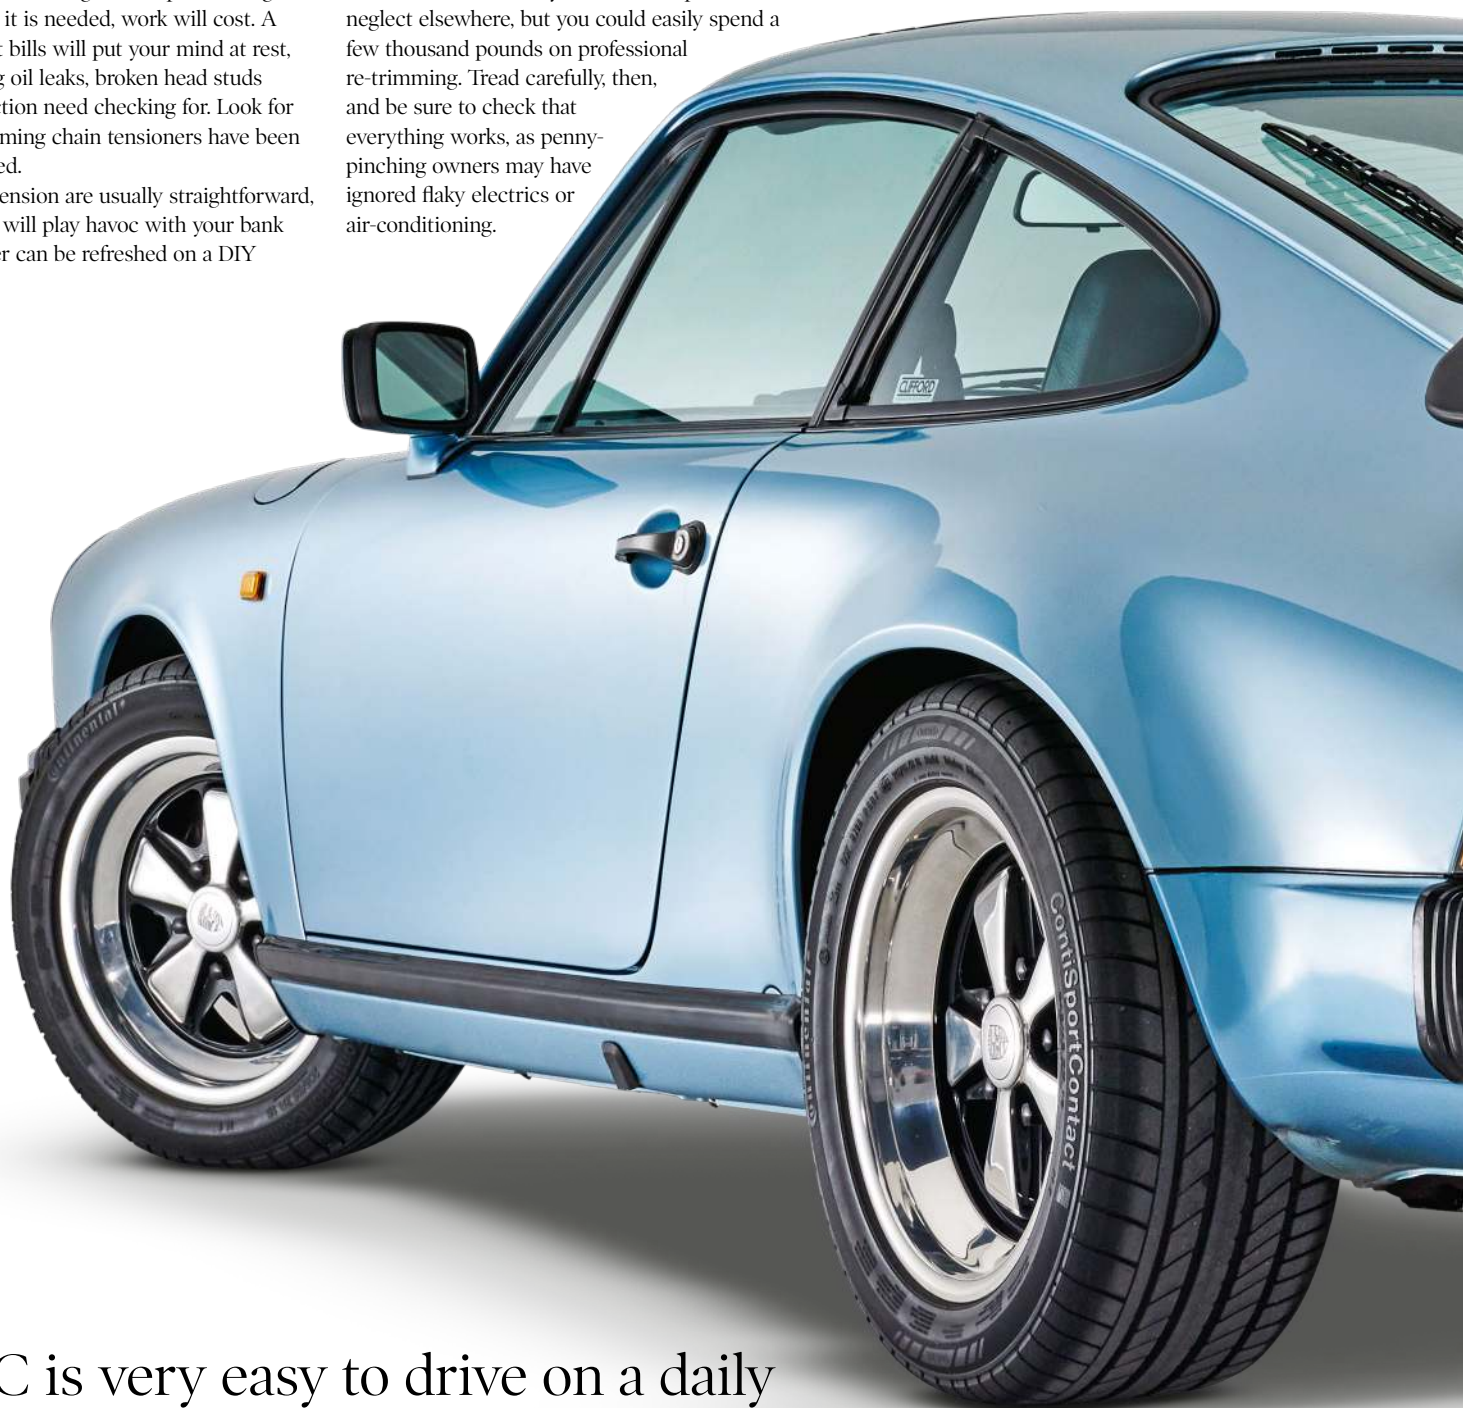 it is needed, work will cost. A
bills will put your mind at rest,
oil leaks, broken head studs
need checking for. Look for
chain tensioners have been
are usually straightforward,
will play havoc with your bank
can be refreshed on a DIY
neglect elsewhere, but you could easily spend a
few thousand pounds on professional
re-trimming. Tread carefully, then,
and be sure to check that
everything works, as penny-
pinching owners may have
ignored flaky electrics or
air-conditioning.
CLIFFORD
Continental
Continental
ContiSportContact
C is very easy to drive on a daily